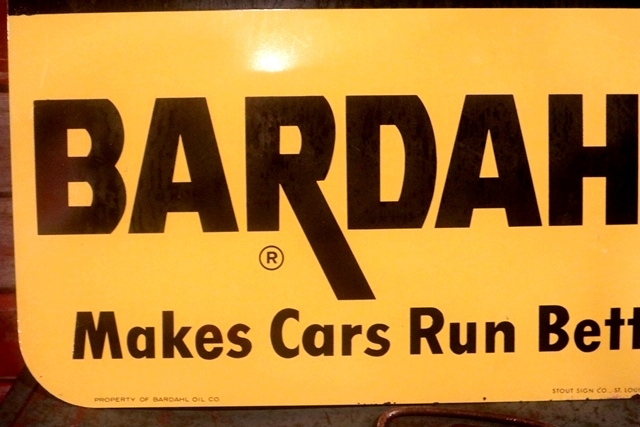 BARDAH
®
Makes Cars Run Bett
PROPERTY OF BARDAHL OIL CO.
STOUT SIGN CO., ST. LOUI